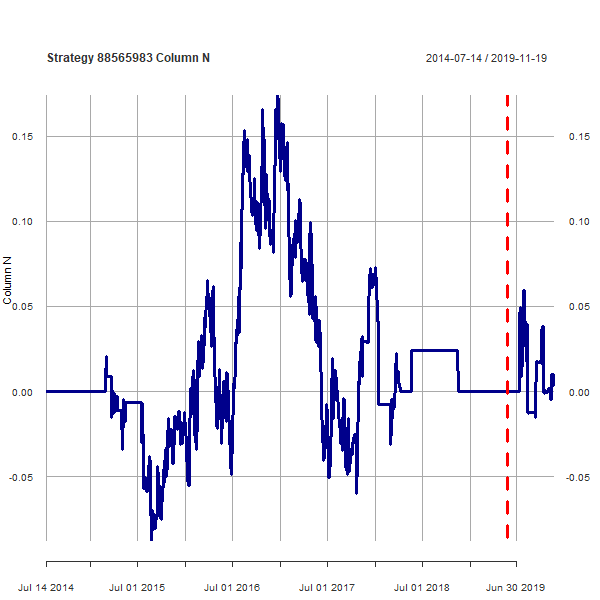 Strategy 88565983 Column N
2014-07-14 / 2019-11-19
0.15
0.15
0.10
0.10
Column N
0.05
0.05
0.00
0.00
-0.05
-0.05
Jul 14 2014
Jul 01 2015
Jul 01 2016
Jul 01 2017
Jul 01 2018
Jun 30 2019